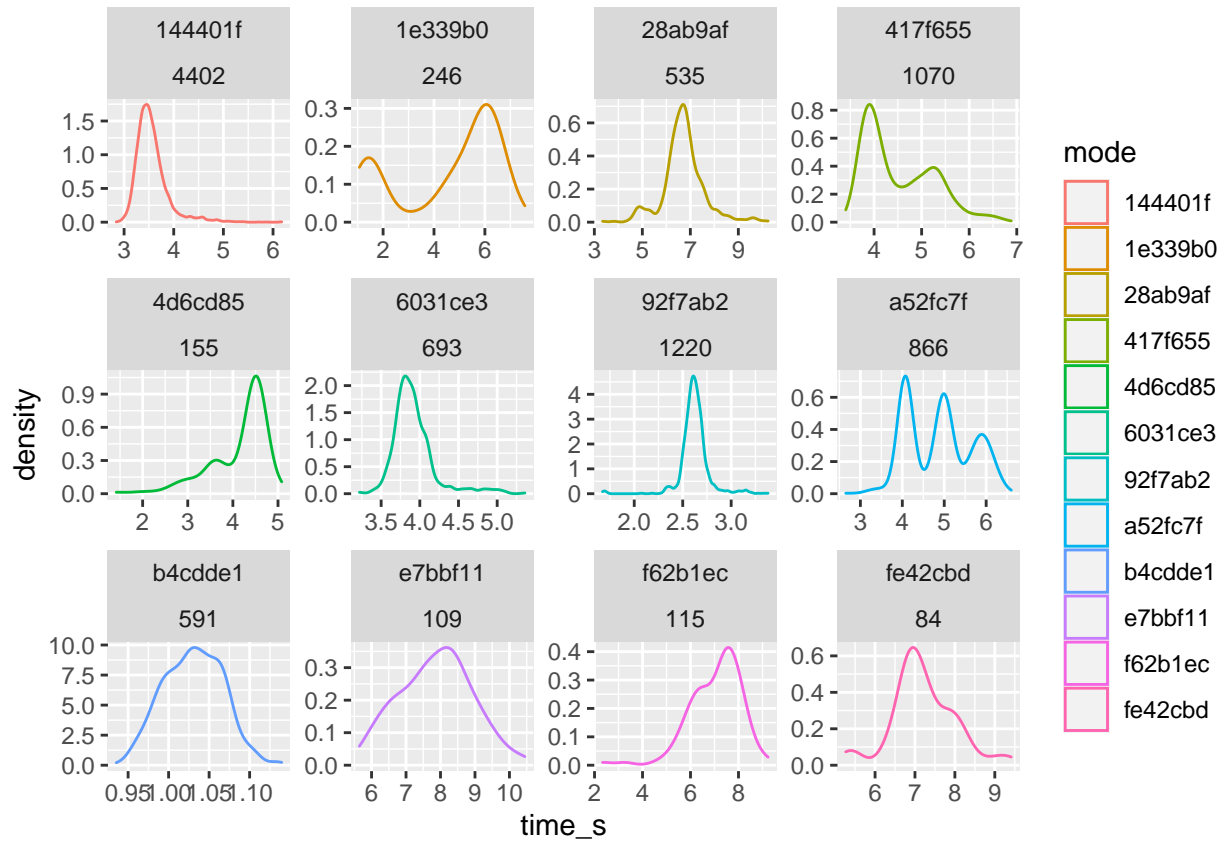 144401f 1e339b0 28ab9af 417f655
4402 246 535 1070
1.5
1.0
0.5
0.0
3 4 5 6
0.3
0.2
0.1
0.0
2 4 6
0.6
0.4
0.2
0.0
3 5 7 9
0.8
0.6
0.4
0.2
0.0
4 5 6 7
4d6cd85 6031ce3 92f7ab2 a52fc7f
155 693 1220 866
0.9
0.6
0.3
0.0
2 3 4 5
2.0
1.5
1.0
0.5
0.0
3.5 4.0 4.5 5.0
4
3
2
1
0
2.0 2.5 3.0
0.6
0.4
0.2
0.0
3 4 5 6
b4cdde1 e7bbf11 f62b1ec fe42cbd
591 109 115 84
10.0
7.5
5.0
2.5
0.0
0.95 1.00 1.05 1.10
0.3
0.2
0.1
0.0
6 7 8 9 10
0.4
0.3
0.2
0.1
0.0
2 4 6 8
0.6
0.4
0.2
0.0
6 7 8 9
density
time_s
mode
144401f
1e339b0
28ab9af
417f655
4d6cd85
6031ce3
92f7ab2
a52fc7f
b4cdde1
e7bbf11
f62b1ec
fe42cbd